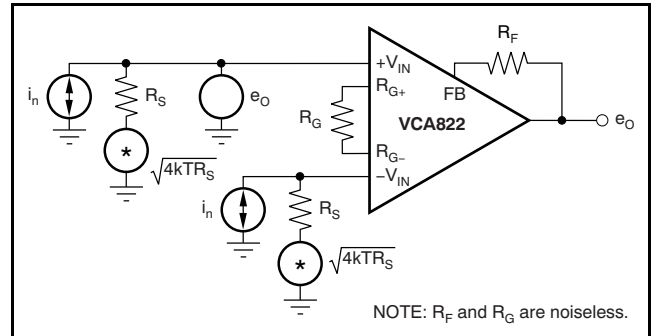 R_F
+V_IN
i_n
R_S
e_O
R_G+
FB
R_G
VCA822
e_O
*
√4kTR_S
R_G−
−V_IN
i_n
R_S
*
√4kTR_S
NOTE: R_F and R_G are noiseless.